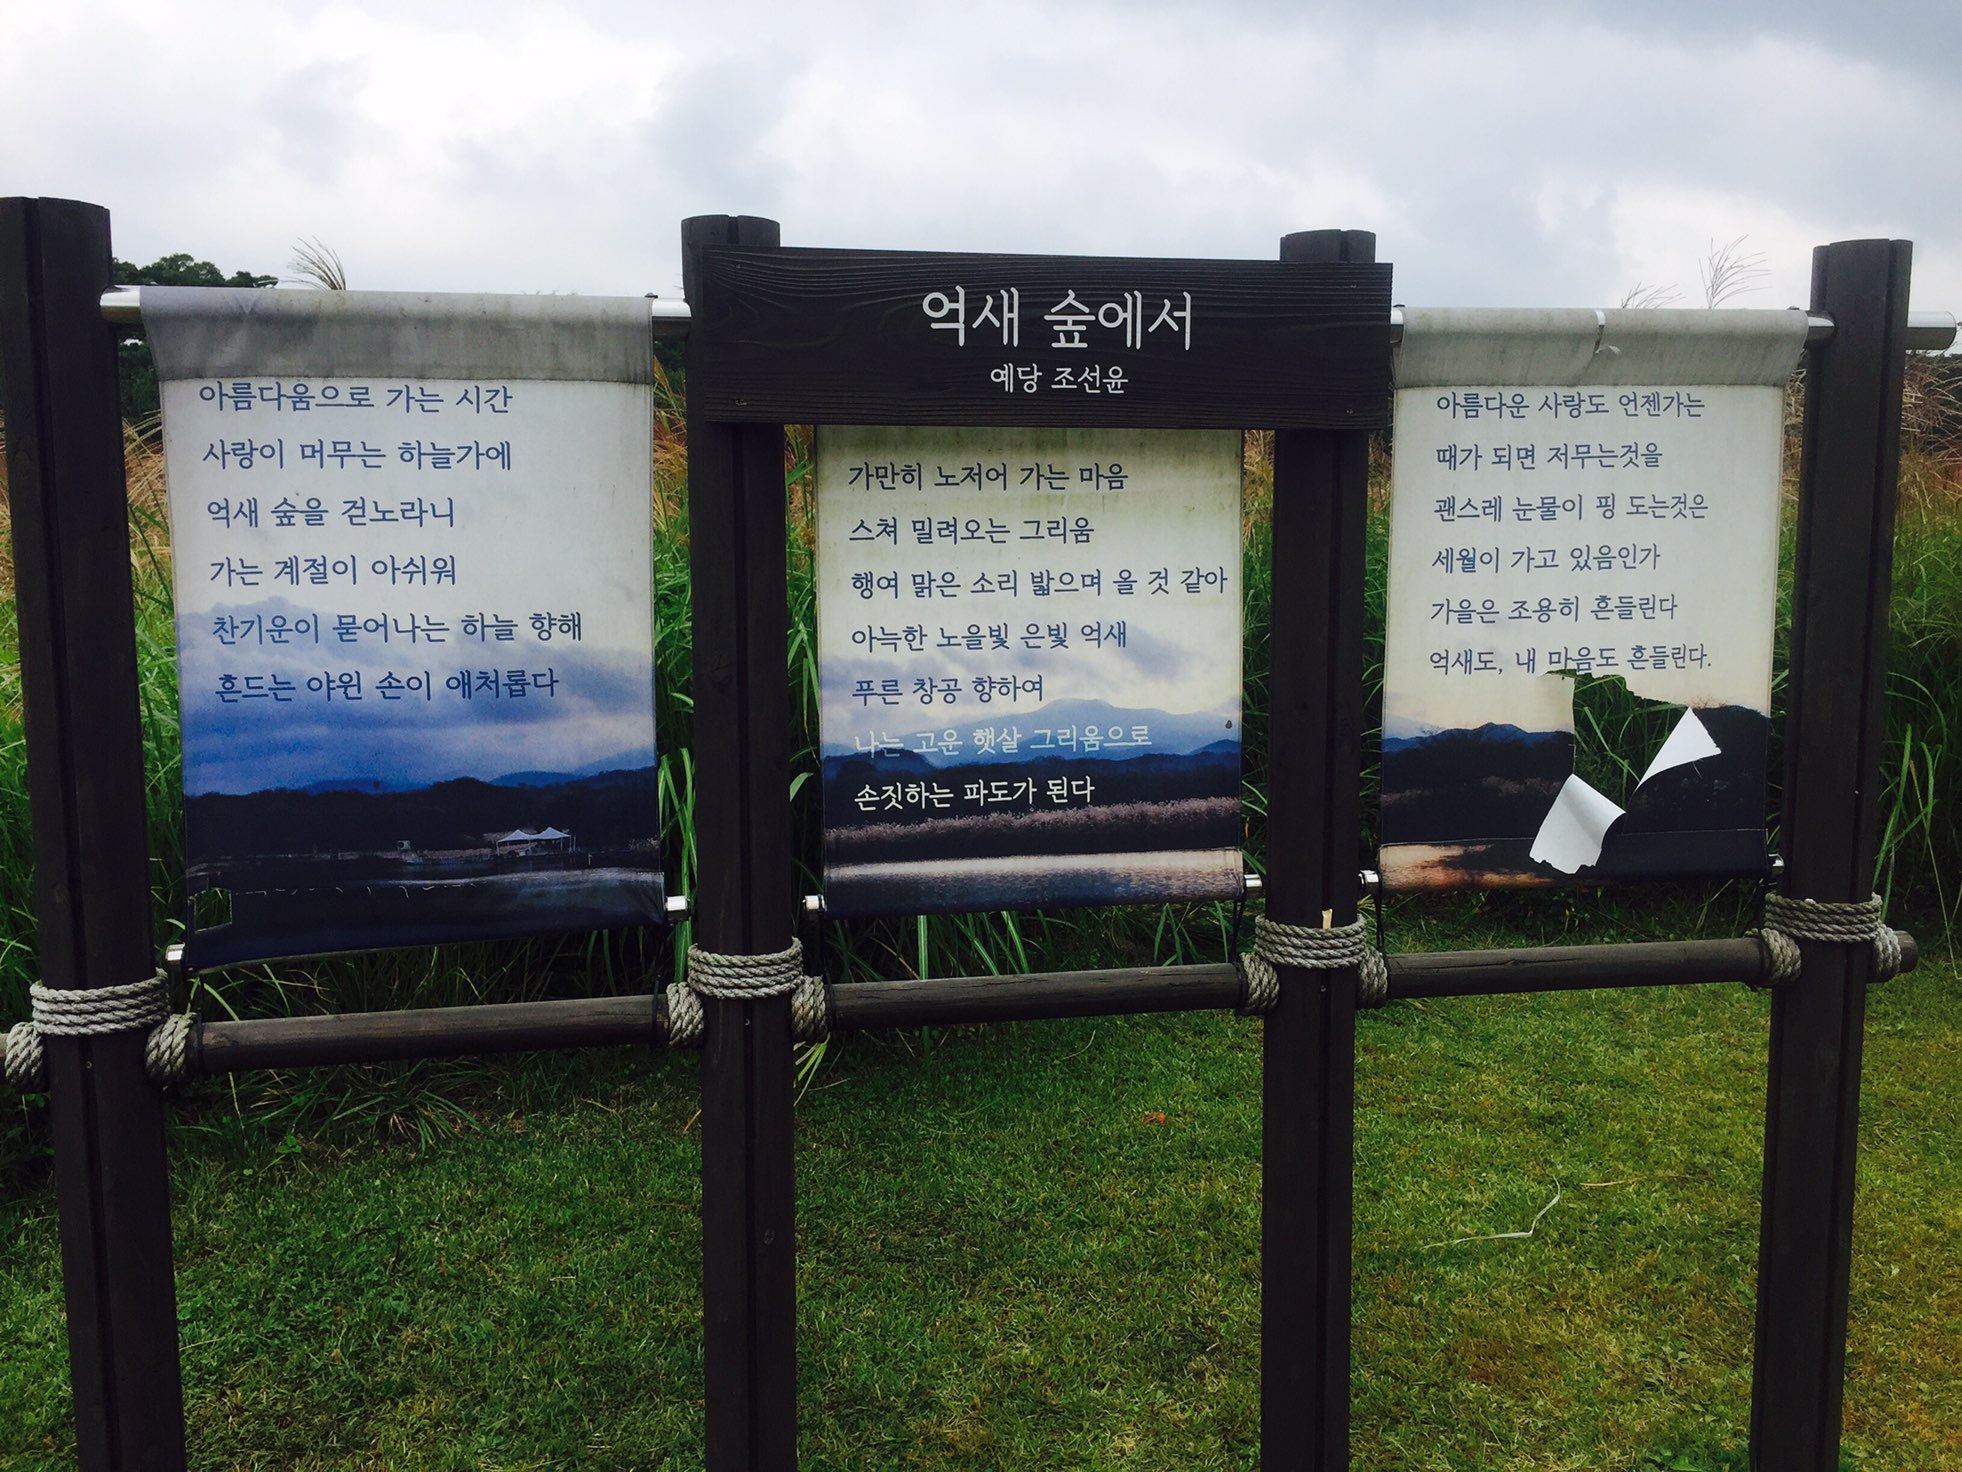 억새 숲에서
예당 조선윤
아름다움으로 가는 시간
사랑이 머무는 하늘가에
억새 숲을 걷노라니
가는 계절이 아쉬워
찬기운이 묻어나는 하늘 향해
흔드는 야윈 손이 애처롭다
가만히 노저어 가는 마음
스쳐 밀려오는 그리움
행여 맑은 소리 밟으며 올 것 같아
아늑한 노을빛 은빛 억새
푸른 창공 향하여
나는 고운 햇살 그리움으로
손짓하는 파도가 된다
아름다운 사랑도 언젠가는
때가 되면 저무는것을
괜스레 눈물이 핑 도는것은
세월이 가고 있음인가
가을은 조용히 흔들린다
억새도, 내 마음도 흔들린다.